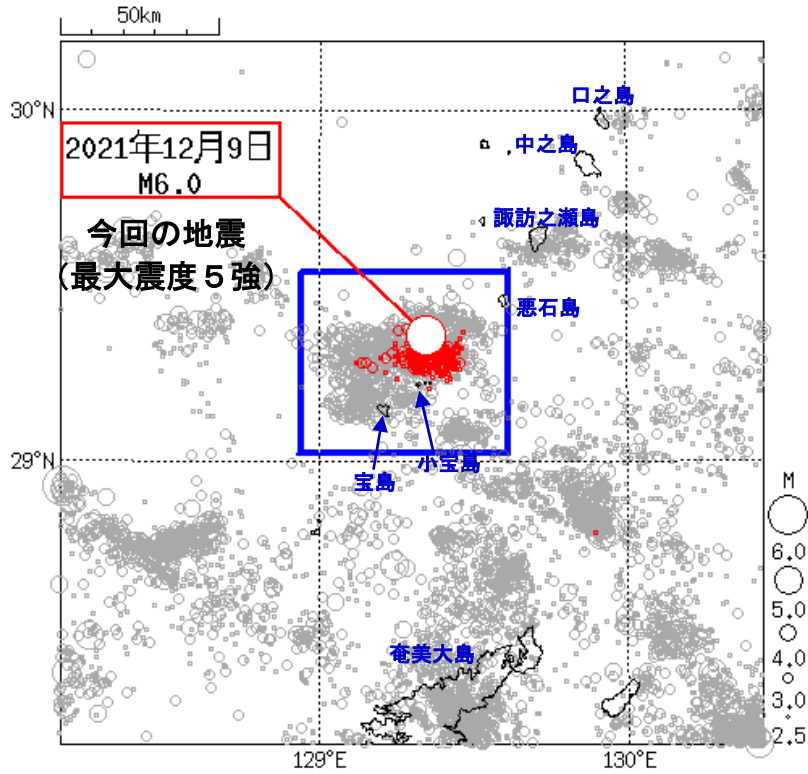 50km
30°N
口之島
中之島
2021年12月9日
M6.0
諏訪之瀬島
今回の地震
(最大震度５強)
悪石島
29°N
小宝島
宝島
M
6.0
5.0
4.0
3.0
2.5
奄美大島
129°E
130°E